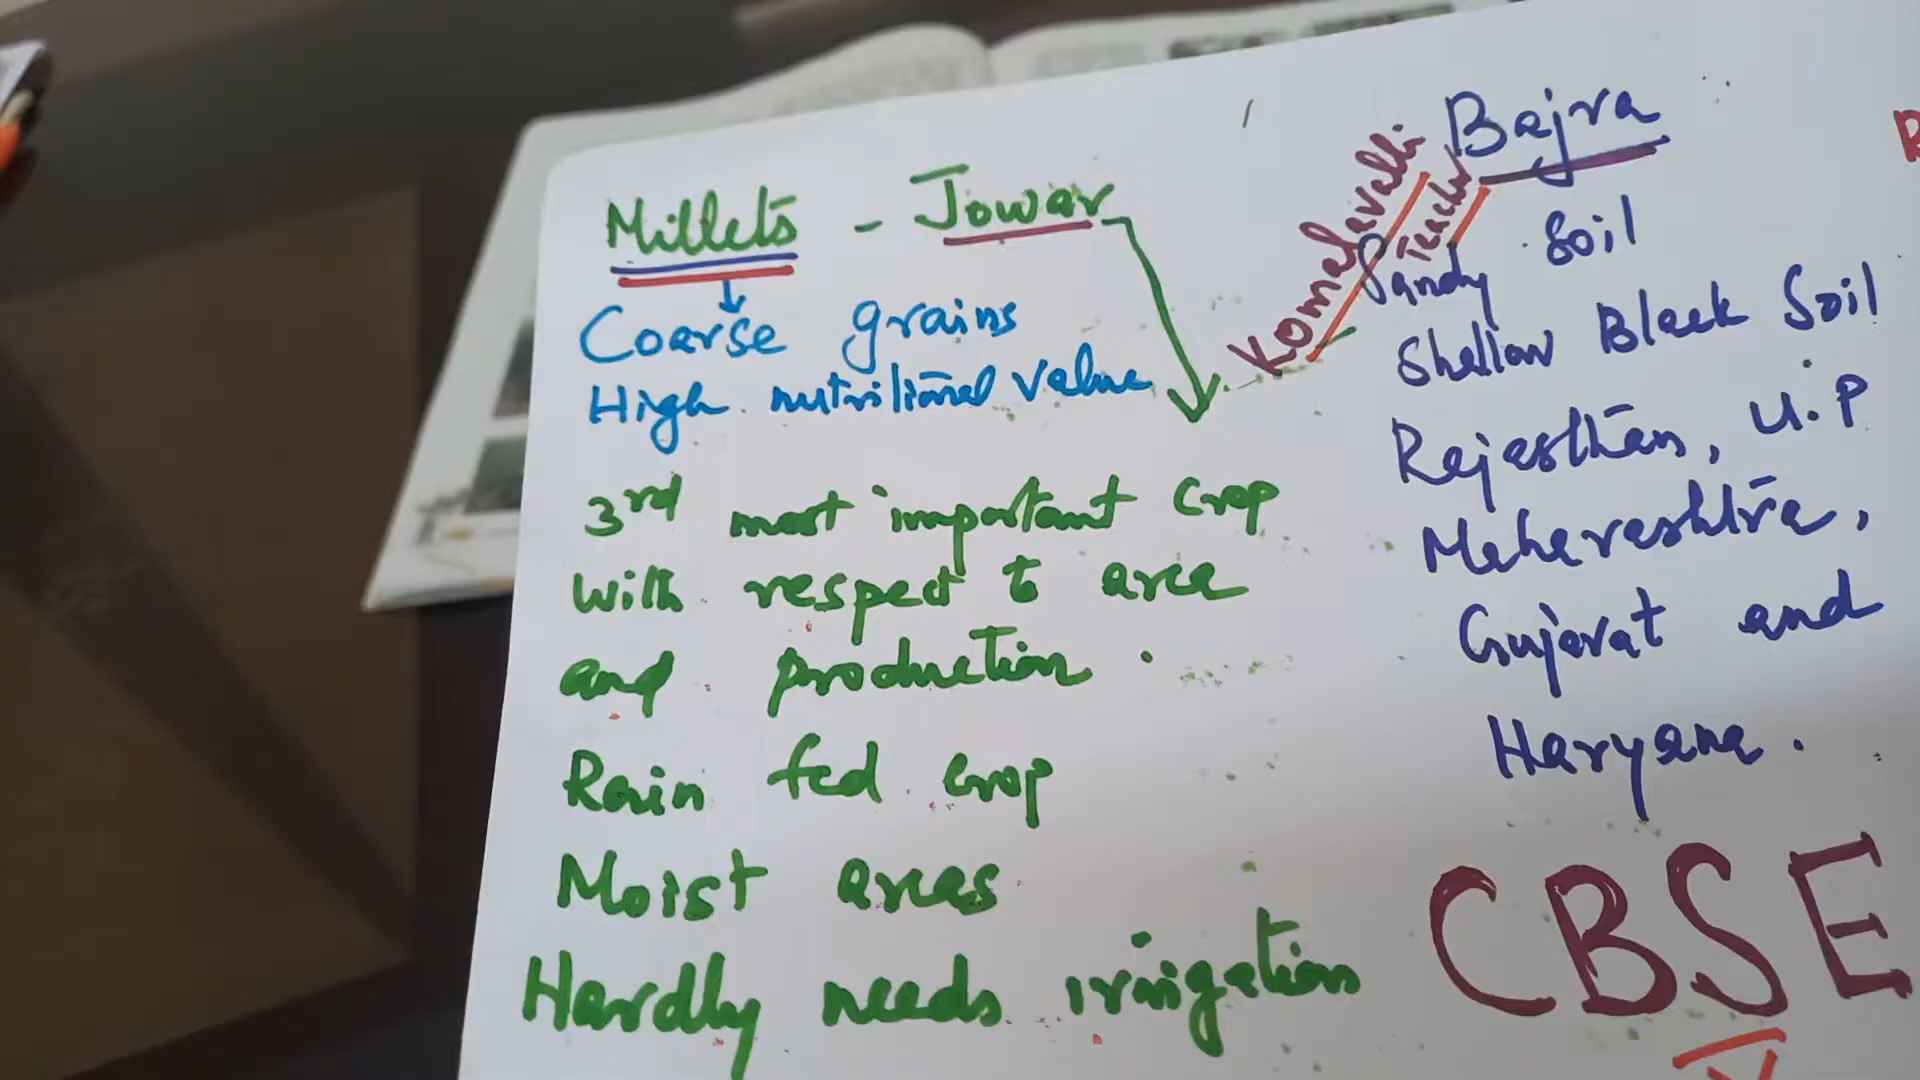 Millets - Jowar
Coarse grains
High nutritional value
3rd most important crop
with respect to area
and production.
Rain fed crop
Moist areas
Hardly needs irrigation
Komalavalli
Teacher
Bajra
Sandy Soil
Shallow Black Soil
Rajasthan, U.P
Maharashtra,
Gujarat and
Haryana.
CBSE